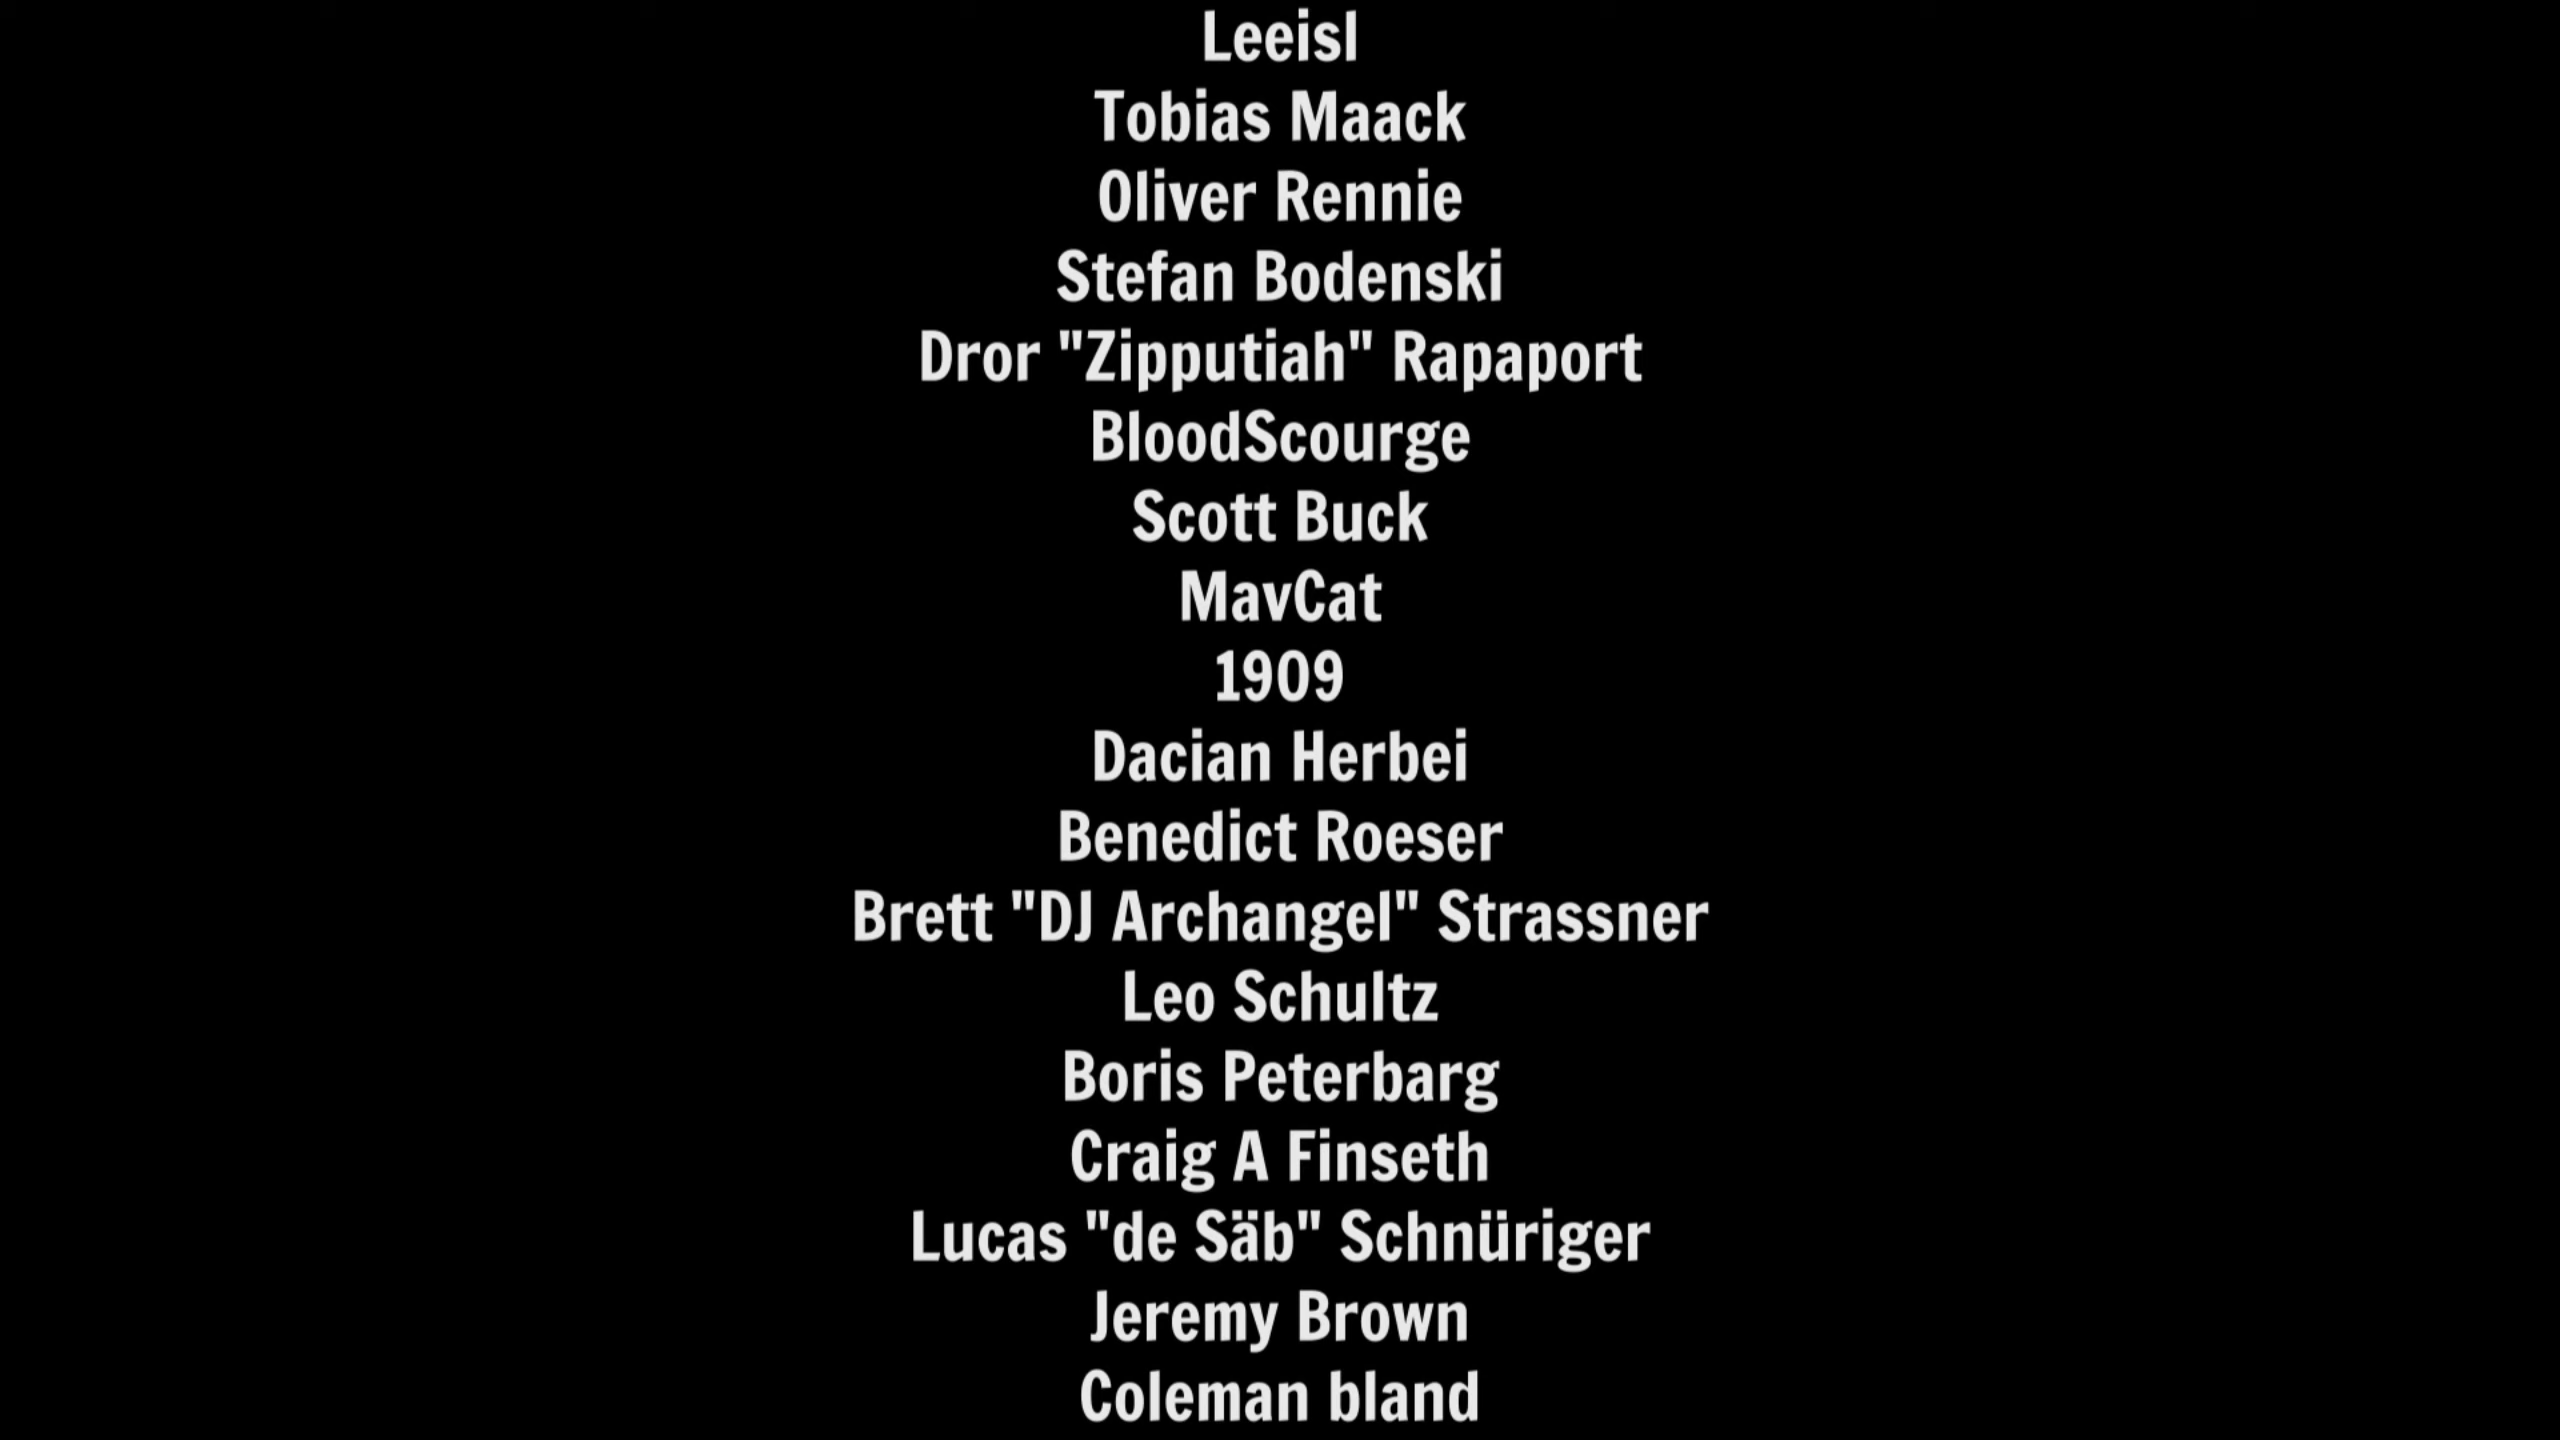 Leeisl
Tobias Maack
Oliver Rennie
Stefan Bodenski
Dror "Zipputiah" Rapaport
BloodScourge
Scott Buck
MavCat
1909
Dacian Herbei
Benedict Roeser
Brett "DJ Archangel" Strassner
Leo Schultz
Boris Peterbarg
Craig A Finseth
Lucas "de Säb" Schnüriger
Jeremy Brown
Coleman bland